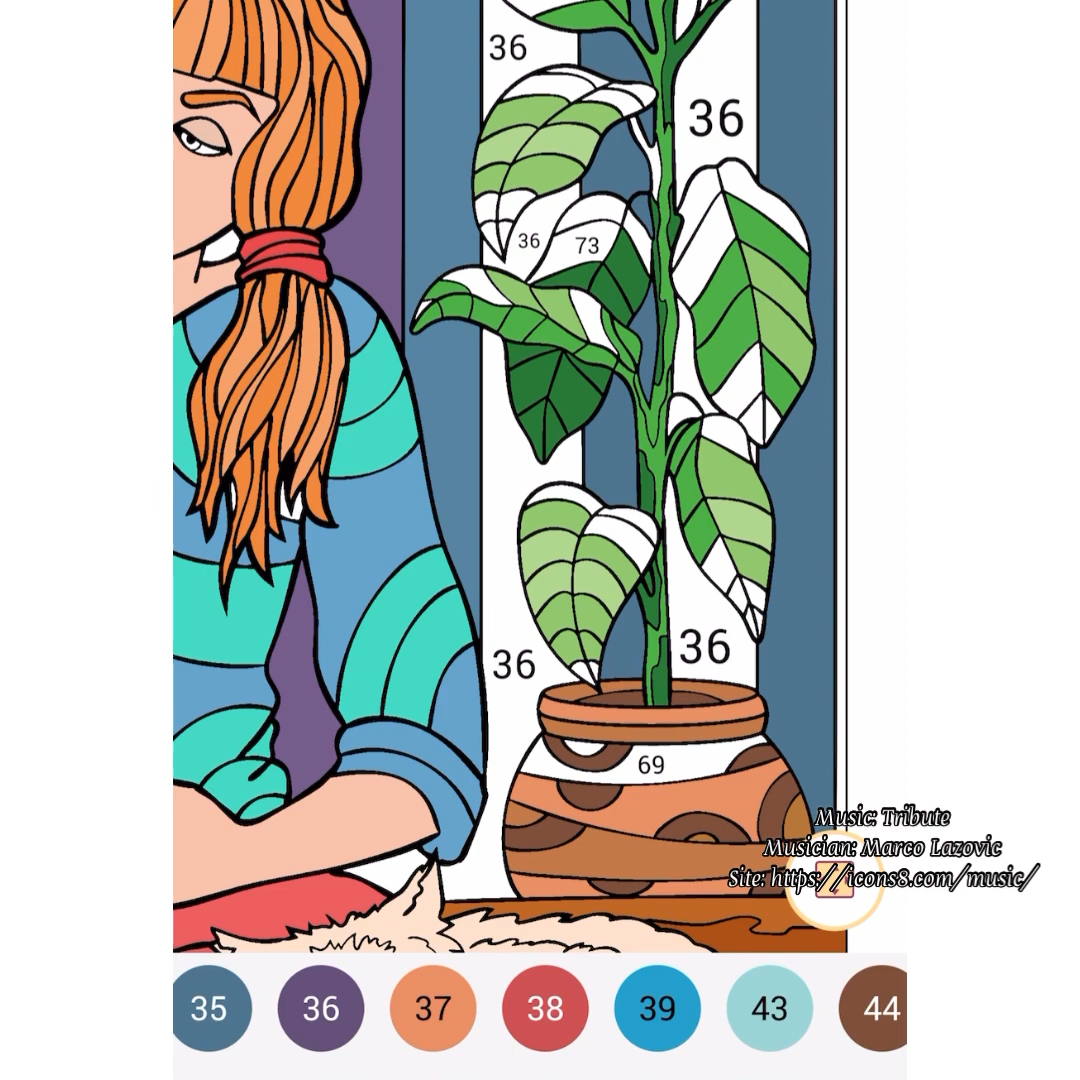 36
36
36
73
36
36
69
Music: Tribute
Musician: Marco Lazovic
Site: https://icons8.com/music/
35 36 37 38 39 43 44